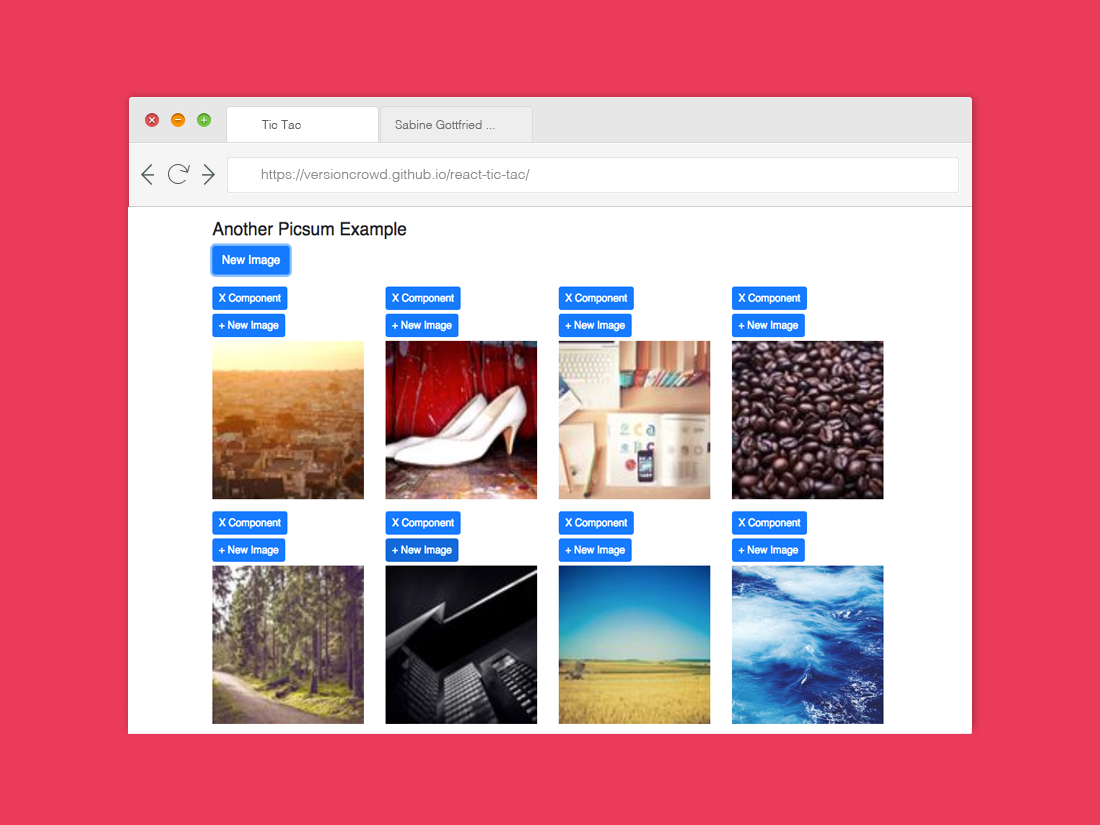 Tic Tac
Sabine Gottfried ...
https://versioncrowd.github.io/react-tic-tac/
Another Picsum Example
New Image
X Component X Component X Component X Component
+ New Image + New Image + New Image + New Image
X Component X Component X Component X Component
+ New Image + New Image + New Image + New Image